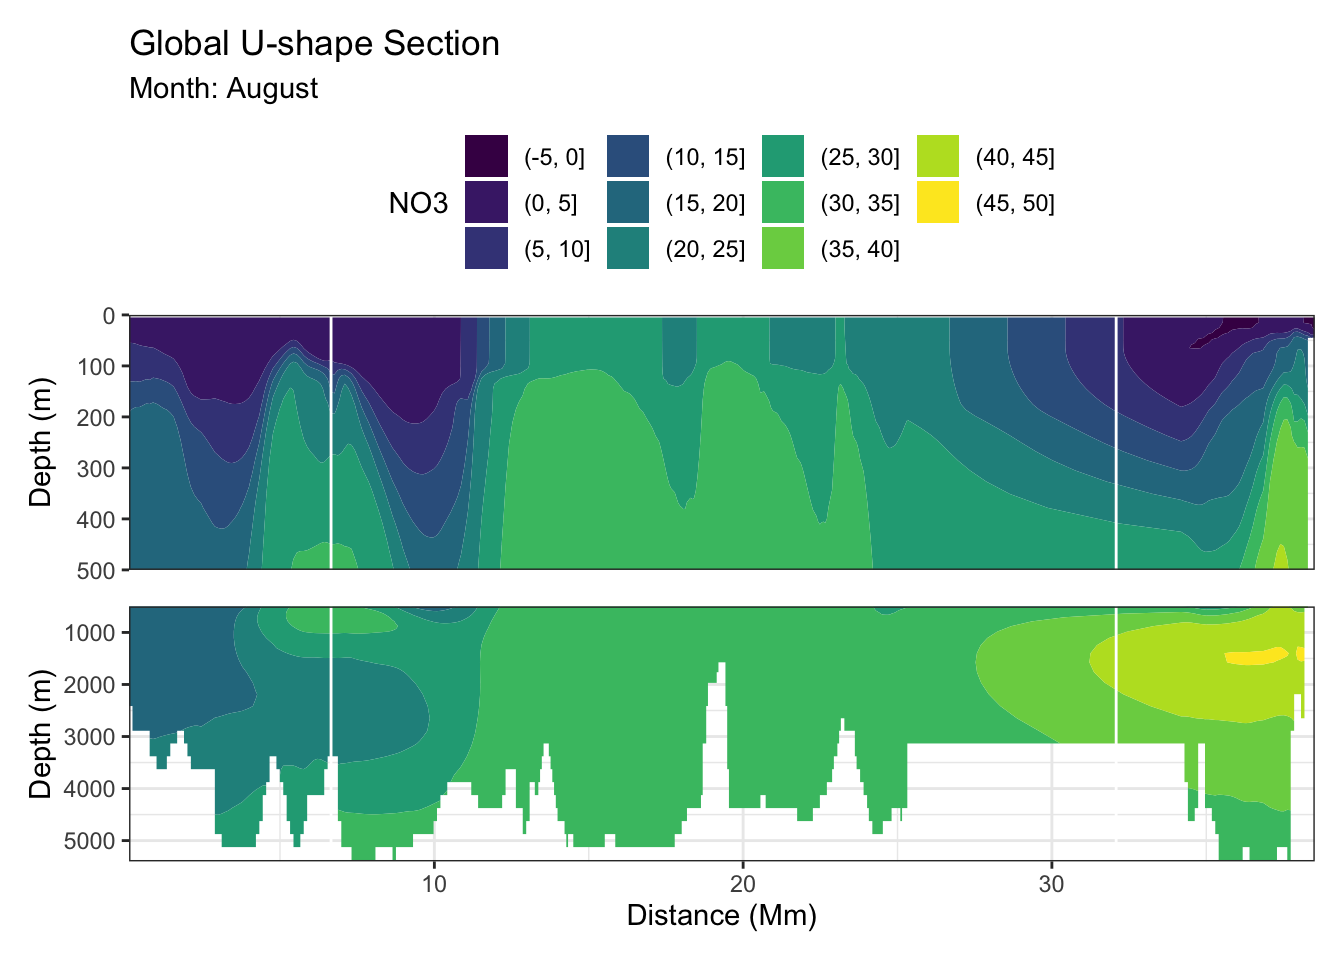 Global U-shape Section
Month: August
NO3
(-5, 0] (10, 15] (25, 30] (40, 45]
(0, 5] (15, 20] (30, 35] (45, 50]
(5, 10] (20, 25] (35, 40]
Depth (m)
0
100
200
300
400
500
Depth (m)
1000
2000
3000
4000
5000
10 20 30
Distance (Mm)